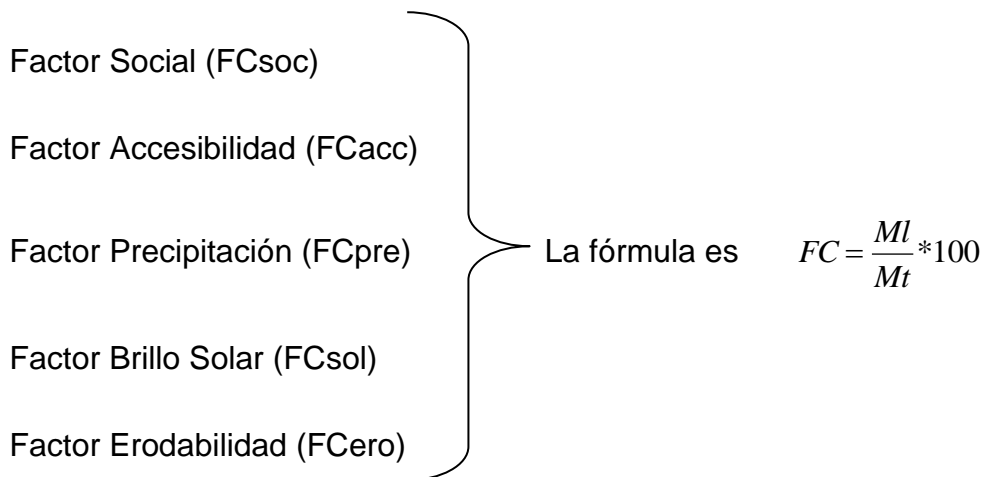 Factor Social (FCsoc)
Factor Accesibilidad (FCacc)
Factor Precipitación (FCpre) La fórmula es FC = Ml/Mt *100
Factor Brillo Solar (FCsol)
Factor Erodabilidad (FCero)